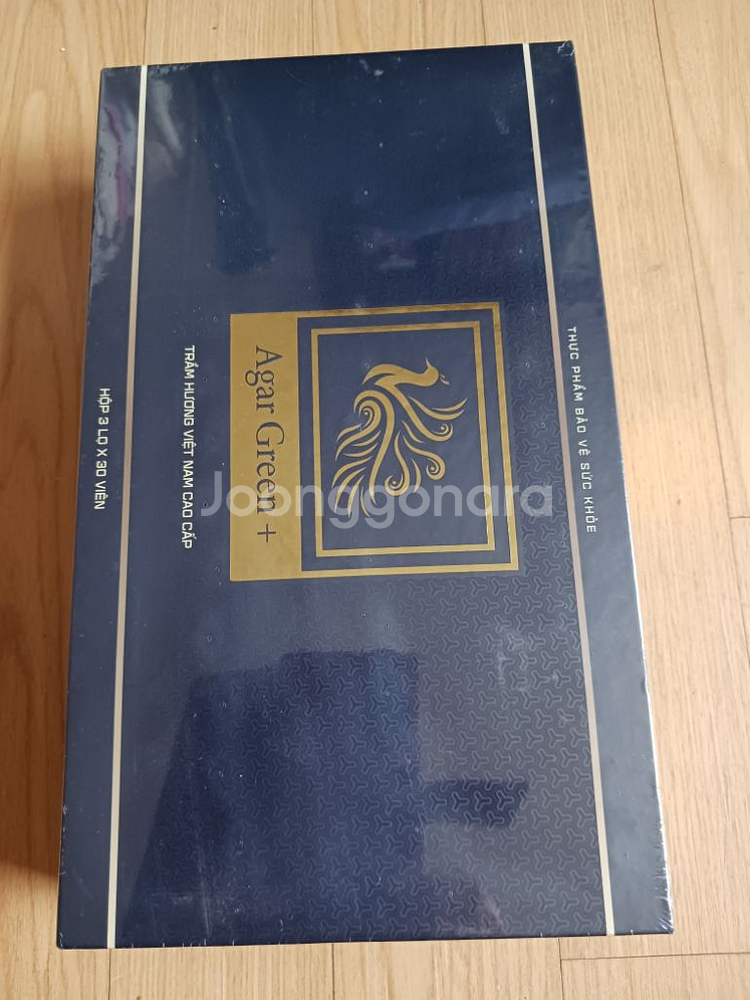 THỰC PHẨM BẢO VỆ SỨC KHỎE
Agar Green +
TRẦM HƯƠNG VIỆT NAM CAO CẤP
HỘP 3 LỌ X 30 VIÊN
Joonggonara